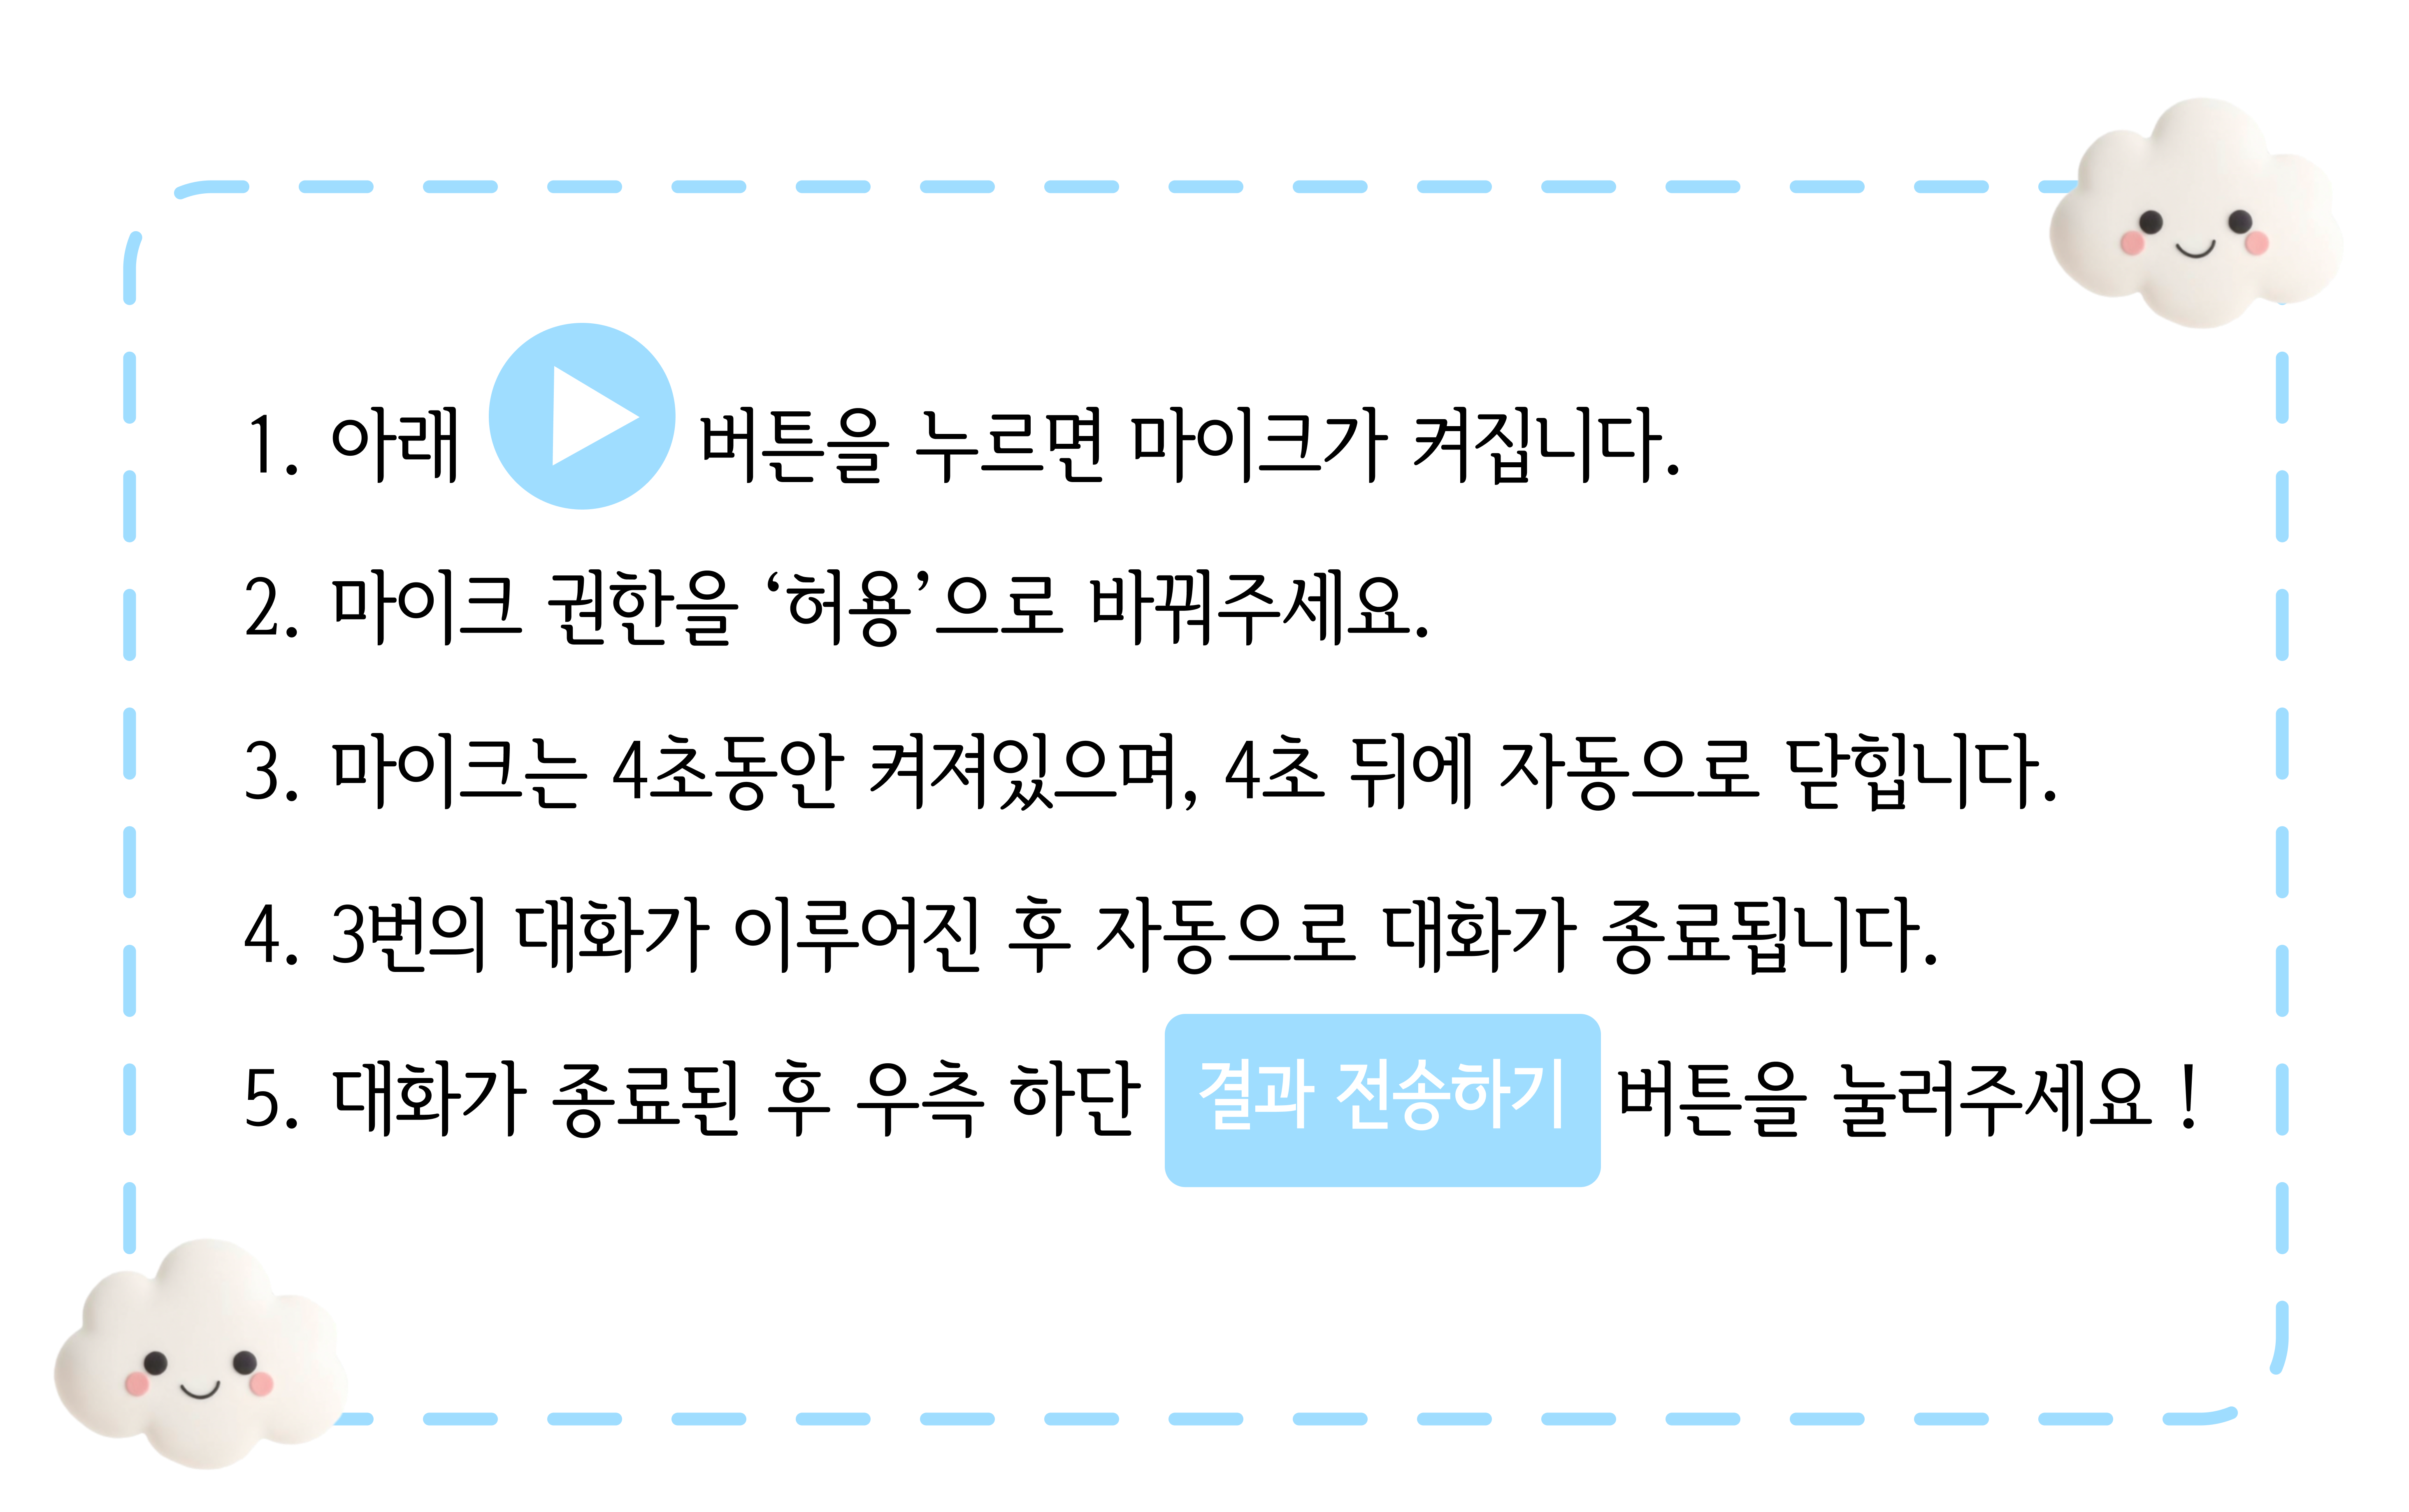 1. 아래 버튼을 누르면 마이크가 켜집니다.
2. 마이크 권한을 ‘허용’으로 바꿔주세요.
3. 마이크는 4초동안 켜져있으며, 4초 뒤에 자동으로 닫힙니다.
4. 3번의 대화가 이루어진 후 자동으로 대화가 종료됩니다.
5. 대화가 종료된 후 우측 하단 결과 전송하기 버튼을 눌러주세요 !